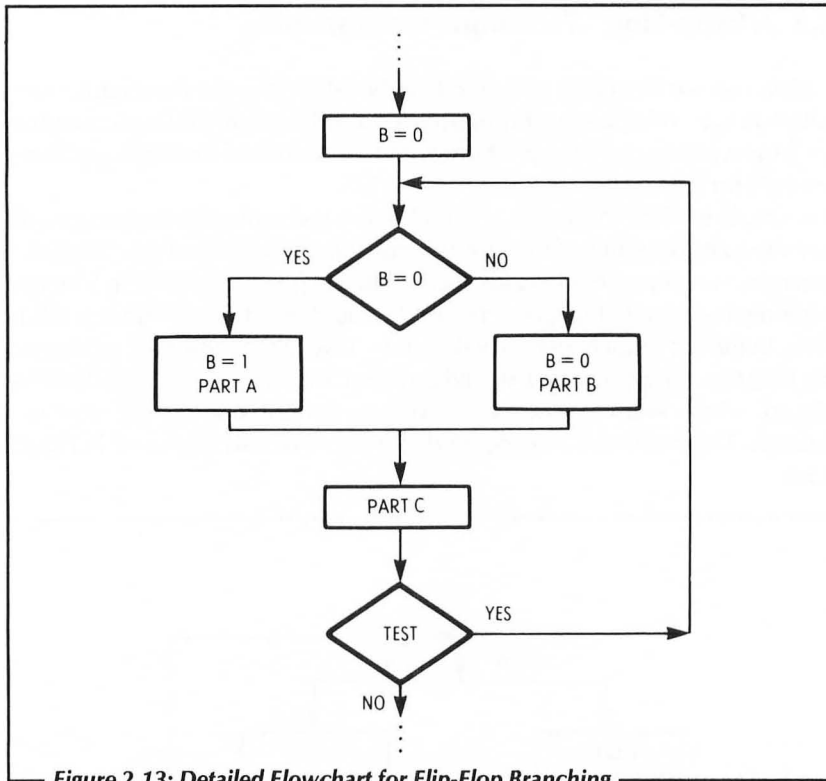 B = 0
YES
B = 0
NO
B = 1
PART A
B = 0
PART B
PART C
TEST
YES
NO
Figure 2.13: Detailed Flowchart for Flip-Flop Branching